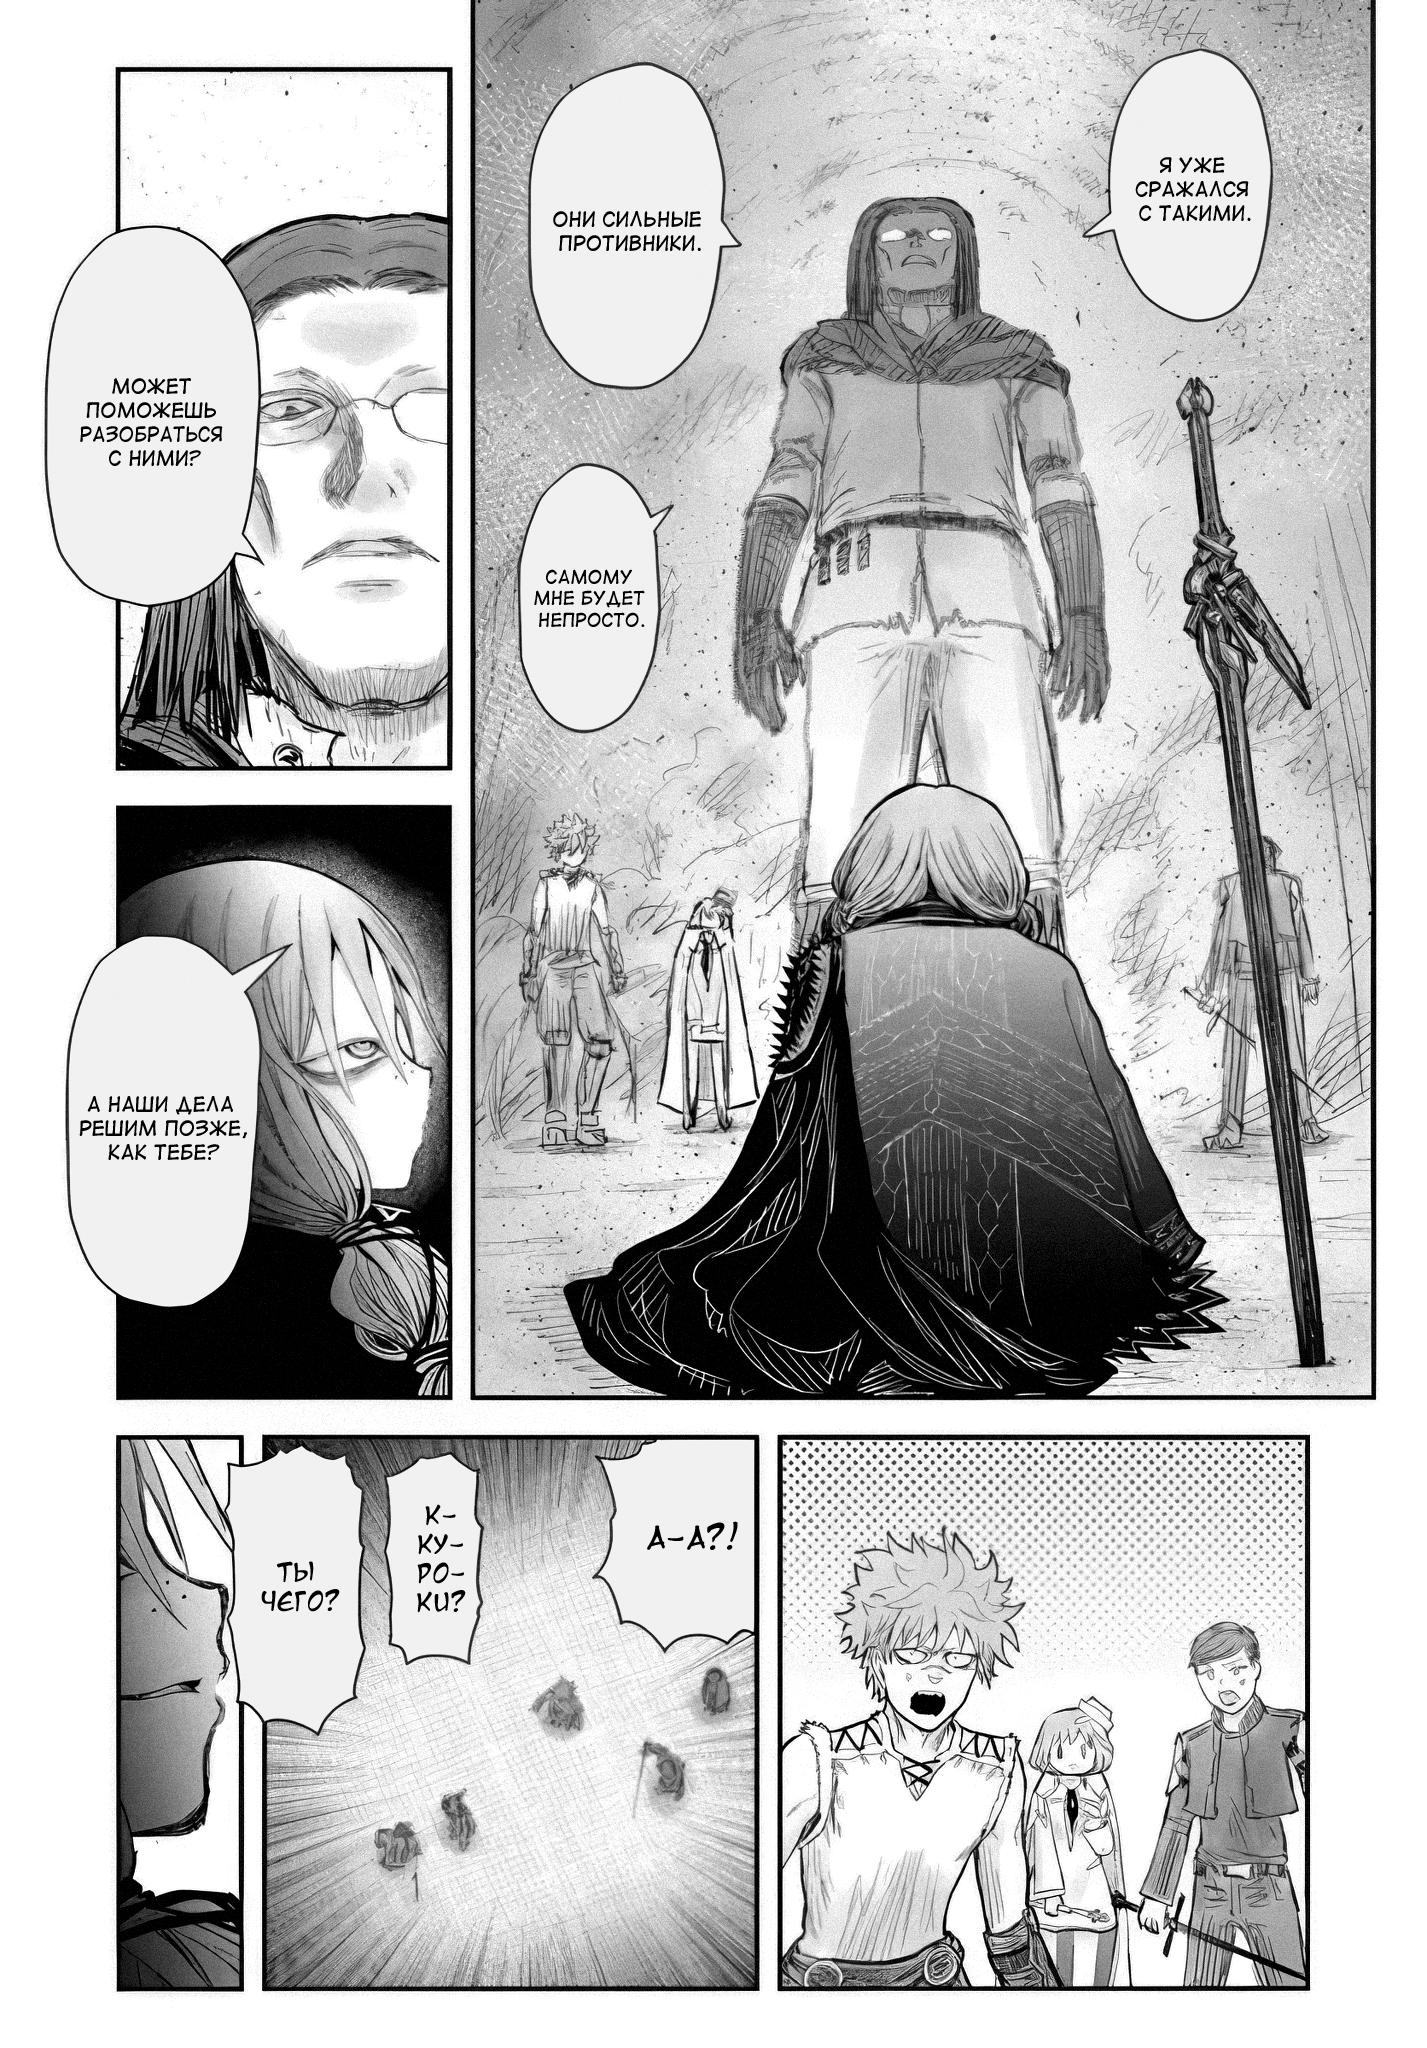 Я УЖЕ
СРАЖАЛСЯ
С ТАКИМИ.
ОНИ СИЛЬНЫЕ
ПРОТИВНИКИ.
САМОМУ
МНЕ БУДЕТ
НЕПРОСТО.
МОЖЕТ
ПОМОЖЕШЬ
РАЗОБРАТЬСЯ
С НИМИ?
А НАШИ ДЕЛА
РЕШИМ ПОЗЖЕ,
КАК ТЕБЕ?
А-А?!
К-
КУ-
РО-
КИ?
ТЫ
ЧЕГО?